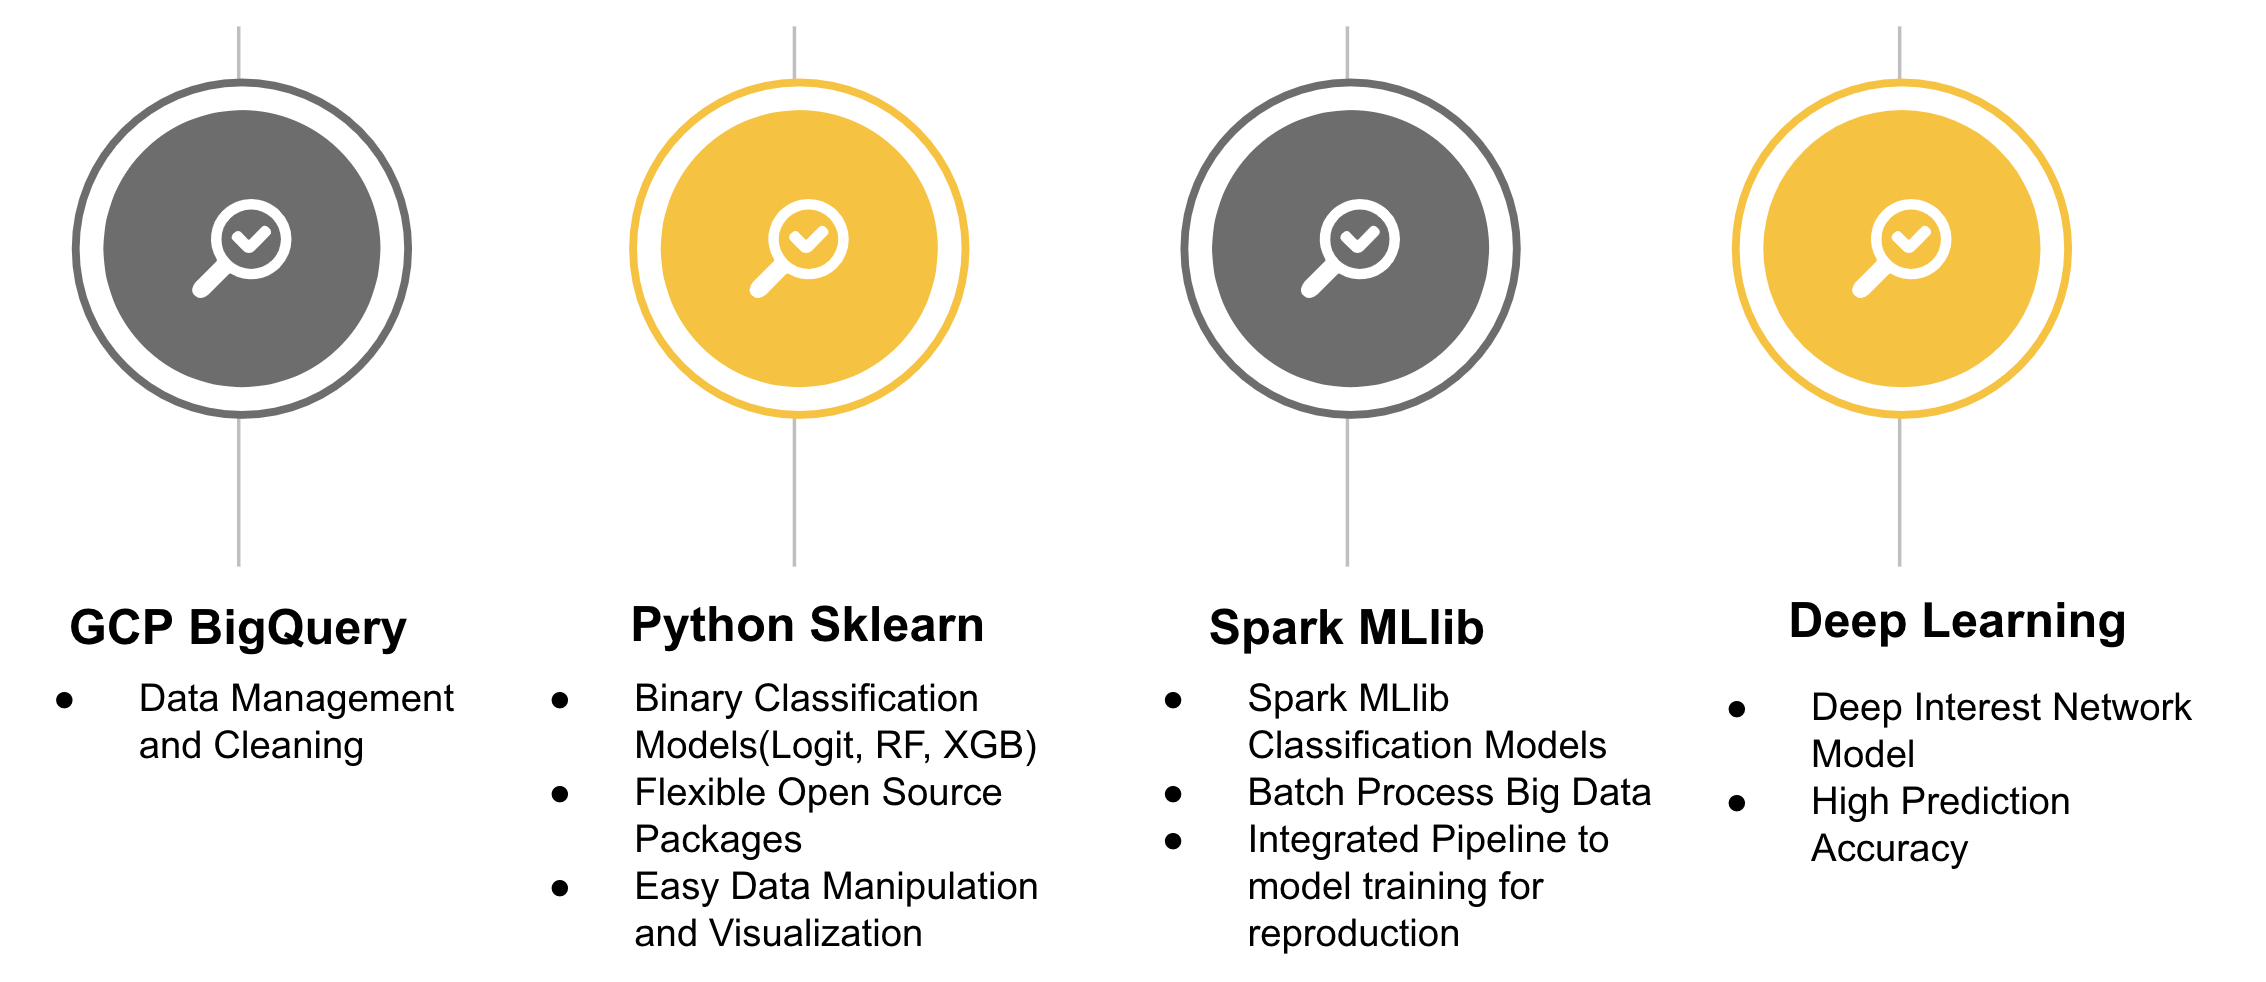 GCP BigQuery
● Data Management
and Cleaning
Python Sklearn
● Binary Classification
Models(Logit, RF, XGB)
● Flexible Open Source
Packages
● Easy Data Manipulation
and Visualization
Spark MLlib
● Spark MLlib
Classification Models
● Batch Process Big Data
● Integrated Pipeline to
model training for
reproduction
Deep Learning
● Deep Interest Network
Model
● High Prediction
Accuracy